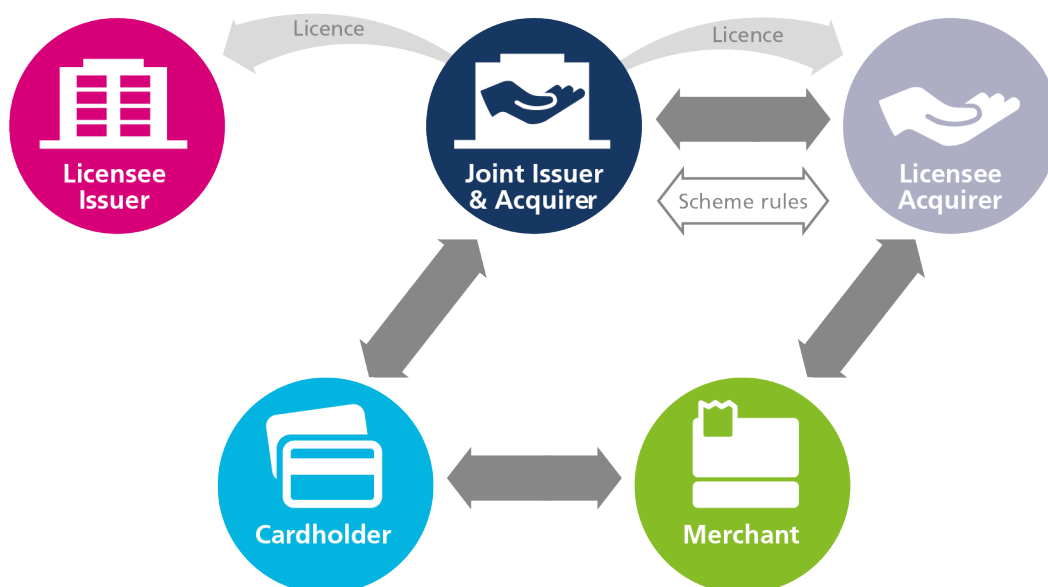 Licence
Licence
Licensee
Issuer
Joint Issuer
& Acquirer
Scheme rules
Licensee
Acquirer
Cardholder
Merchant